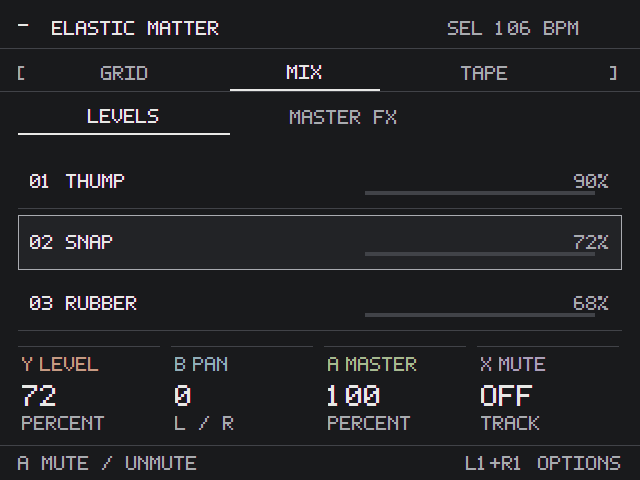 – ELASTIC MATTER SEL 106 BPM
[ GRID MIX TAPE ]
LEVELS MASTER FX
01 THUMP 90%
02 SNAP 72%
03 RUBBER 68%
Y LEVEL B PAN A MASTER X MUTE
72 0 100 OFF
PERCENT L / R PERCENT TRACK
A MUTE / UNMUTE L1+R1 OPTIONS